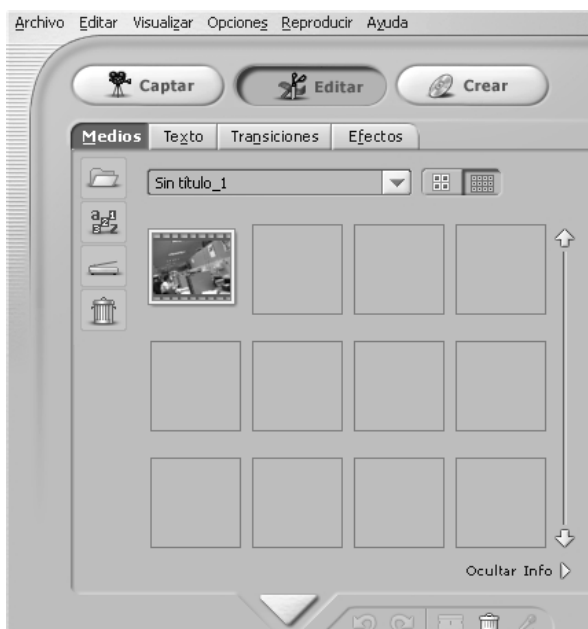 Archivo Editar Visualizar Opciones Reproducir Ayuda
Captar Editar Crear
Medios Texto Transiciones Efectos
Sin título_1
Ocultar Info